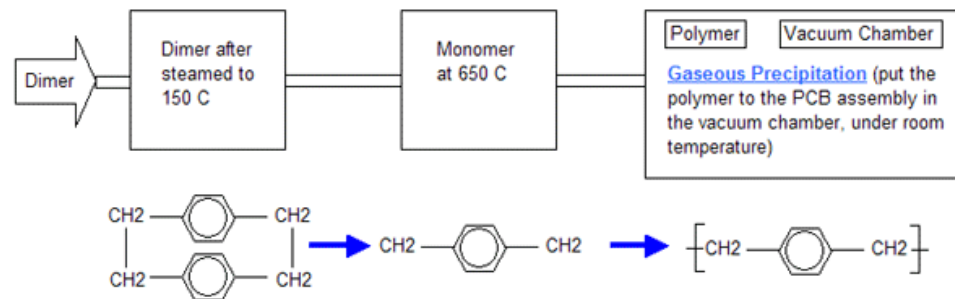 Dimer
Dimer after
steamed to
150 C
Monomer
at 650 C
Polymer
Vacuum Chamber
Gaseous Precipitation (put the
polymer to the PCB assembly in
the vacuum chamber, under room
temperature)
CH2 CH2
CH2 CH2
CH2 CH2
CH2 CH2